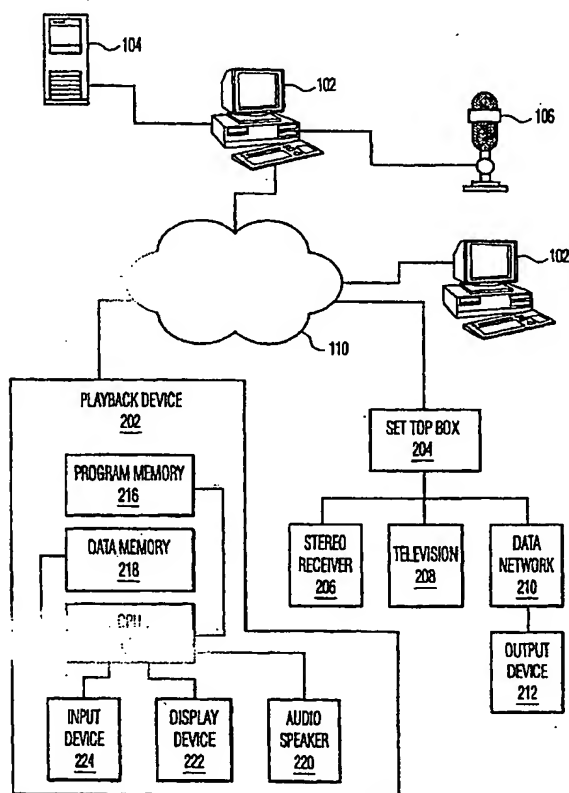 104
102
106
102
110
PLAYBACK DEVICE
202
PROGRAM MEMORY
216
DATA MEMORY
218
CPU
INPUT
DEVICE
224
DISPLAY
DEVICE
222
AUDIO
SPEAKER
220
SET TOP BOX
204
STEREO
RECEIVER
206
TELEVISION
208
DATA
NETWORK
210
OUTPUT
DEVICE
212